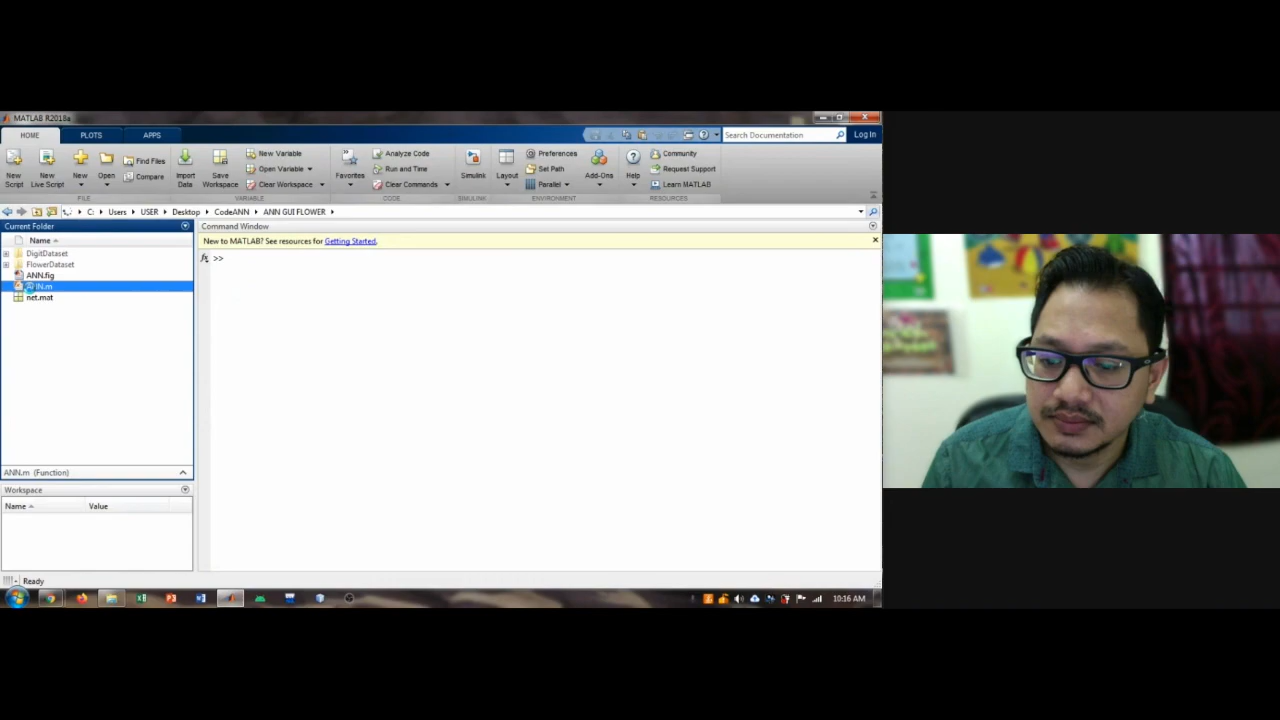 MATLAB R2018a
HOME PLOTS APPS
Search Documentation Log In
New Script
New Live Script
New
Open
Find Files
Compare
FILE
Import Data
Save Workspace
New Variable
Open Variable
Clear Workspace
VARIABLE
Favorites
Analyze Code
Run and Time
Clear Commands
CODE
Simulink
SIMULINK
Layout
Preferences
Set Path
Parallel
Add-Ons
ENVIRONMENT
Help
Community
Request Support
Learn MATLAB
RESOURCES
C: Users USER Desktop CodeANN ANN GUI FLOWER
Current Folder
Name
DigitDataset
FlowerDataset
ANN.fig
N.m
net.mat
ANN.m (Function)
Workspace
Name Value
Command Window
New to MATLAB? See resources for Getting Started.
fx >>
Ready
10:16 AM